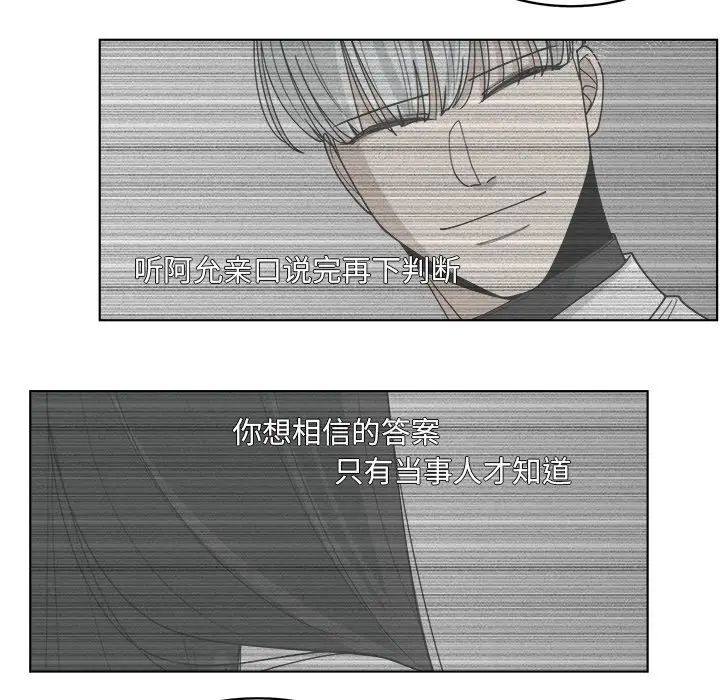 听阿允亲口说完再下判断
你想相信的答案
只有当事人才知道